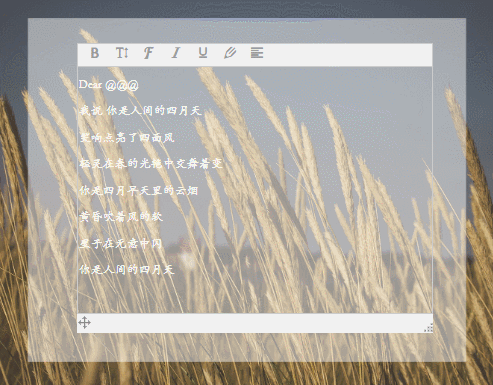 Dear @@@
我说 你是人间的四月天
笑响点亮了四面风
轻灵在春的光艳中交舞着变
你是四月早天里的云烟
黄昏吹着风的软
星子在无意中闪
你是人间的四月天